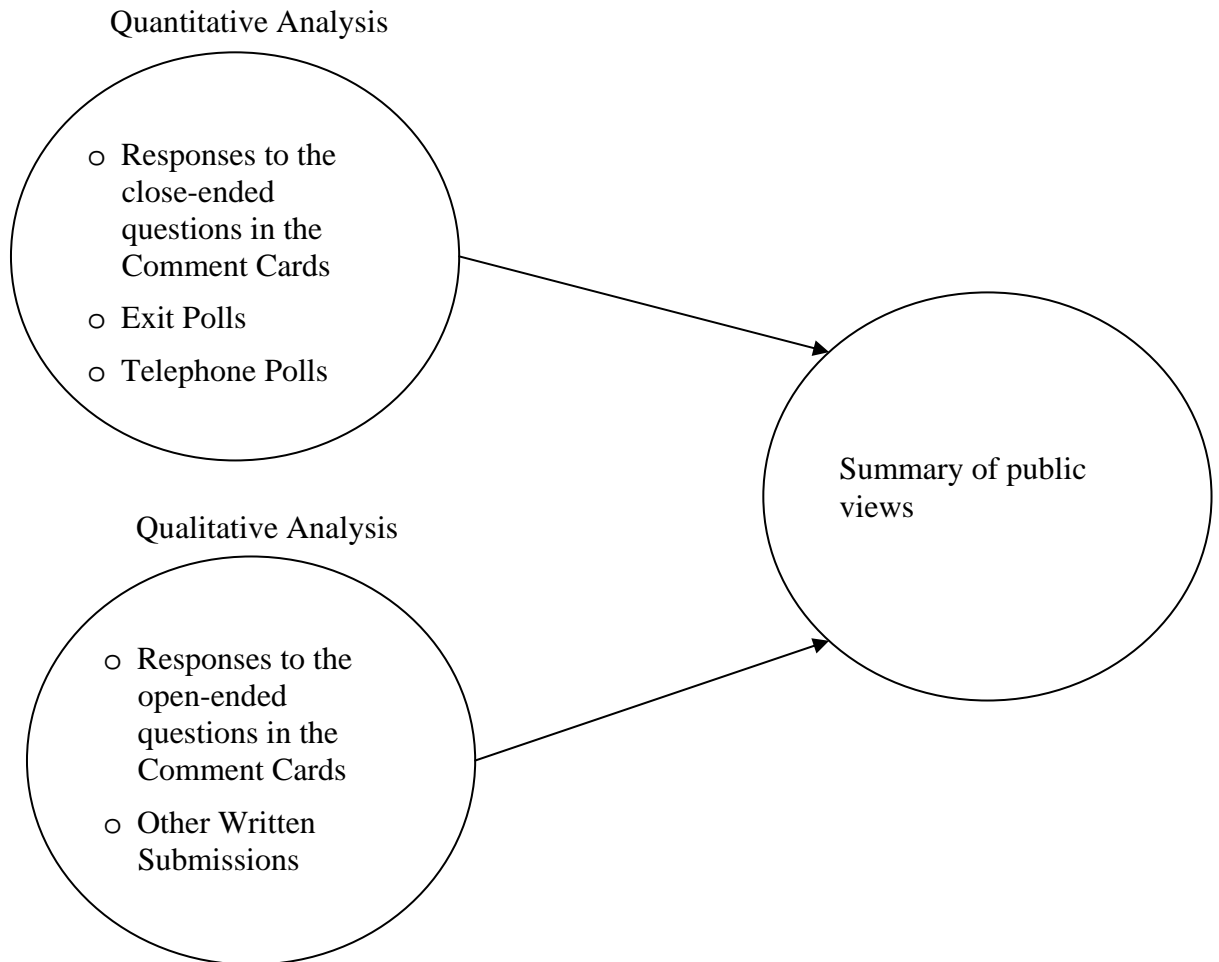 Quantitative Analysis
o Responses to the
close-ended
questions in the
Comment Cards
o Exit Polls
o Telephone Polls
Summary of public
views
Qualitative Analysis
o Responses to the
open-ended
questions in the
Comment Cards
o Other Written
Submissions